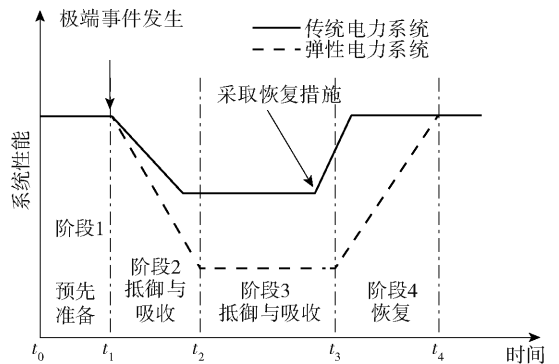 极端事件发生
传统电力系统
弹性电力系统
采取恢复措施
系统性能
阶段1
预先
准备
阶段2
抵御与
吸收
阶段3
抵御与吸收
阶段4
恢复
t0 t1 t2 t3 t4 时间